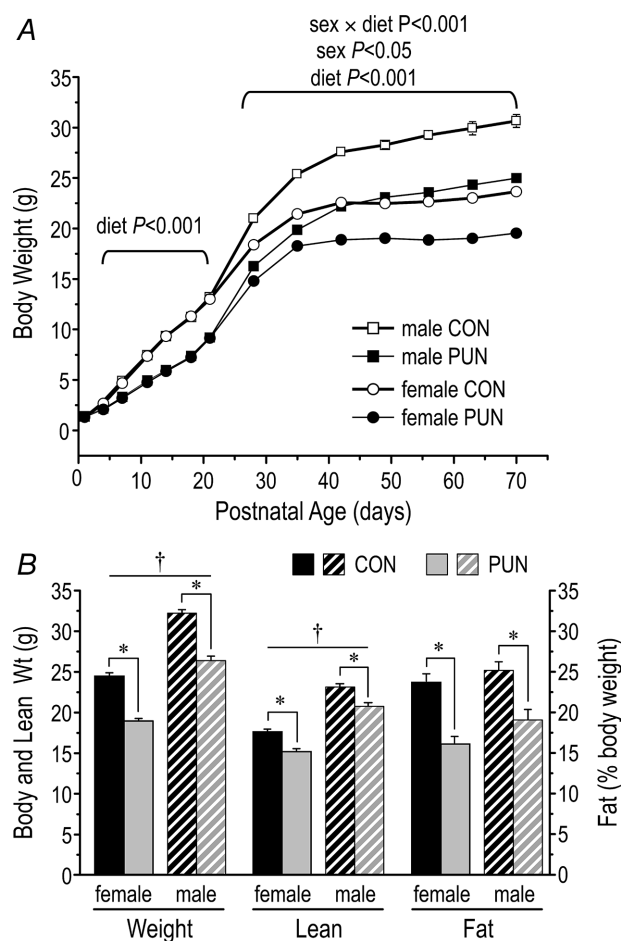 A
sex × diet P<0.001
sex P<0.05
diet P<0.001
diet P<0.001
35
30
25
20
15
10
5
0
Body Weight (g)
male CON
male PUN
female CON
female PUN
0 10 20 30 40 50 60 70
Postnatal Age (days)
B
† CON PUN
35 35
30 30
25 25
20 20
15 15
10 10
5 5
0 0
* * † * * * *
Body and Lean Wt (g)
Fat (% body weight)
female male female male female male
Weight Lean Fat